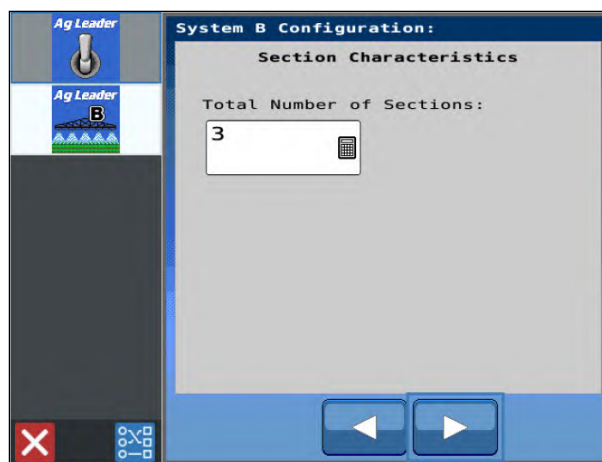 Ag Leader
Ag Leader
B
System B Configuration:
Section Characteristics
Total Number of Sections:
3